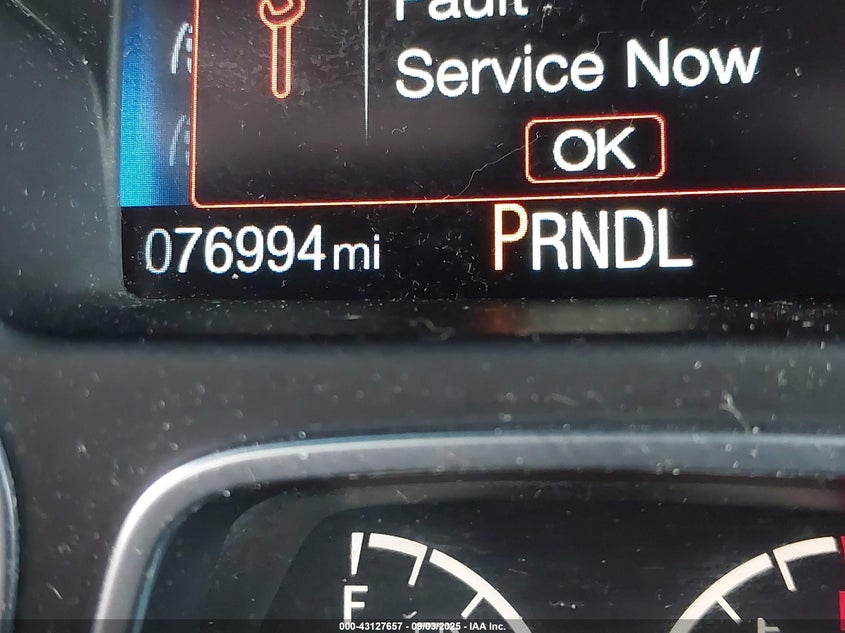 Fault
Service Now
OK
076994 mi
PRNDL
F
000-43127657 - 09/03/2025 - IAA Inc.